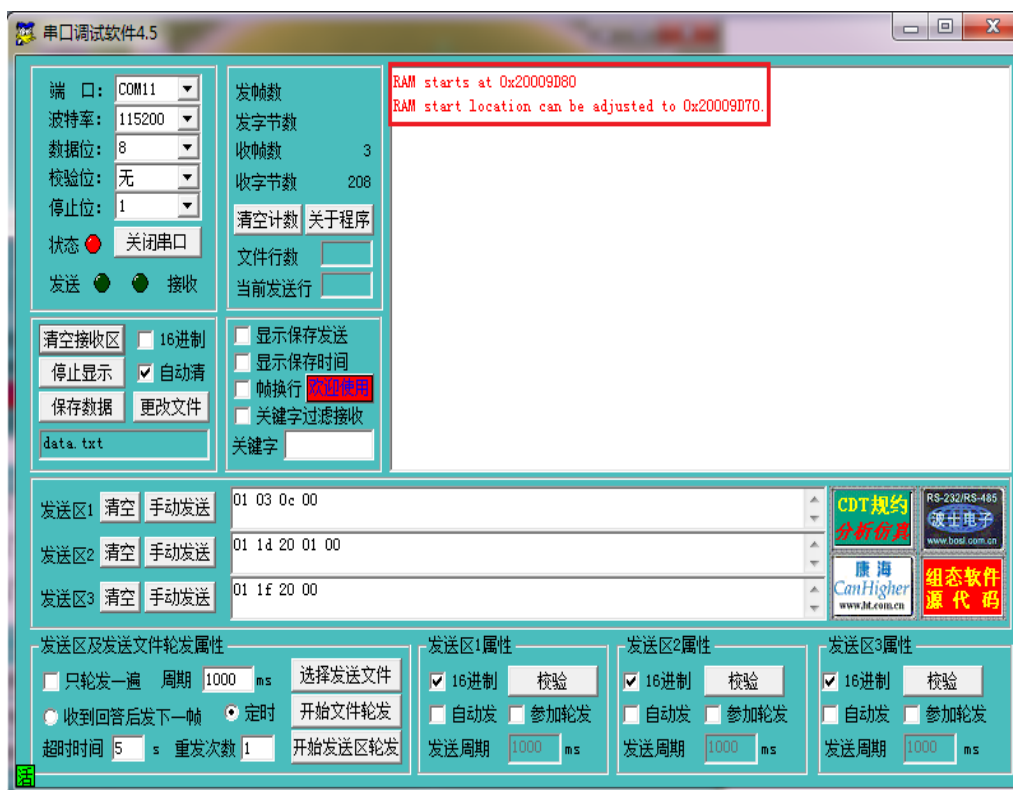 串口调试软件4.5
端 口: COM11
波特率: 115200
数据位: 8
校验位: 无
停止位: 1
状态 关闭串口
发送 接收
发帧数
发字节数
收帧数 3
收字节数 208
清空计数 关于程序
文件行数
当前发送行
RAM starts at 0x20009D80
RAM start location can be adjusted to 0x20009D70.
清空接收区 16进制
停止显示 自动清
保存数据 更改文件
data.txt
显示保存发送
显示保存时间
帧换行 欢迎使用
关键字过滤接收
关键字
发送区1 清空 手动发送 01 03 0c 00
发送区2 清空 手动发送 01 1d 20 01 00
发送区3 清空 手动发送 01 1f 20 00
CDT规约
分析仿真
RS-232/RS-485
波士电子
www.bosi.com.cn
康海
CanHigher
www.ht.com.cn
组态软件
源代码
发送区及发送文件轮发属性
只轮发一遍 周期 1000 ms 选择发送文件
收到回答后发下一帧 定时 开始文件轮发
超时时间 5 s 重发次数 1 开始发送区轮发
发送区1属性
16进制 校验
自动发 参加轮发
发送周期 1000 ms
发送区2属性
16进制 校验
自动发 参加轮发
发送周期 1000 ms
发送区3属性
16进制 校验
自动发 参加轮发
发送周期 1000 ms
活